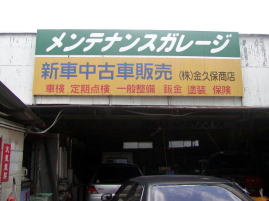 メンテナンスガレージ
新車中古車販売 (株)金久保商店
車検 定期点検 一般整備 鈑金 塗装 保険